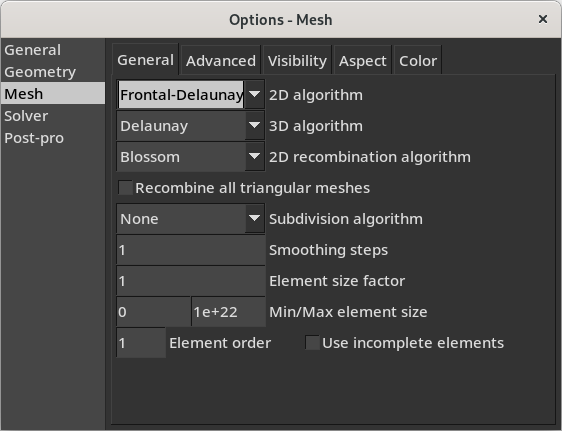 Options - Mesh
×
General
Geometry
Mesh
Solver
Post-pro
General Advanced Visibility Aspect Color
Frontal-Delaunay 2D algorithm
Delaunay 3D algorithm
Blossom 2D recombination algorithm
Recombine all triangular meshes
None Subdivision algorithm
1 Smoothing steps
1 Element size factor
0 1e+22 Min/Max element size
1 Element order Use incomplete elements